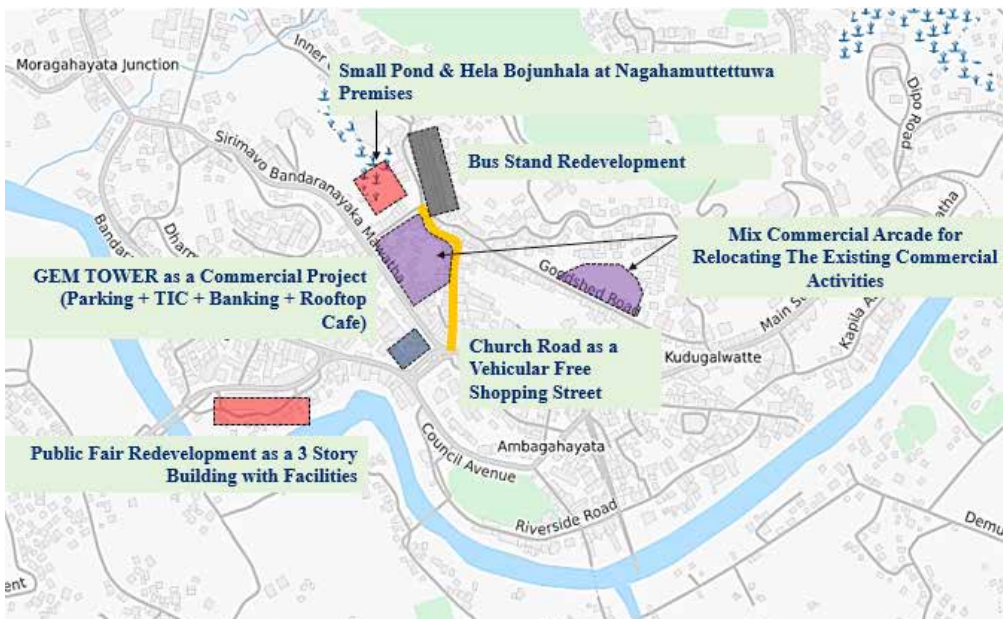 Moragahayata Junction
Inner
Small Pond & Hela Bojunhala at Nagahamuttettuwa
Premises
Dipo Road
Sirimavo Bandaranayaka Mawatha
Bus Stand Redevelopment
GEM TOWER as a Commercial Project
(Parking + TIC + Banking + Rooftop
Cafe)
Mix Commercial Arcade for
Relocating The Existing Commercial
Activities
Goodshed Road
Main
Kudugalwatte
Church Road as a
Vehicular Free
Shopping Street
Public Fair Redevelopment as a 3 Story
Building with Facilities
Council Avenue
Ambagahayata
Riverside Road